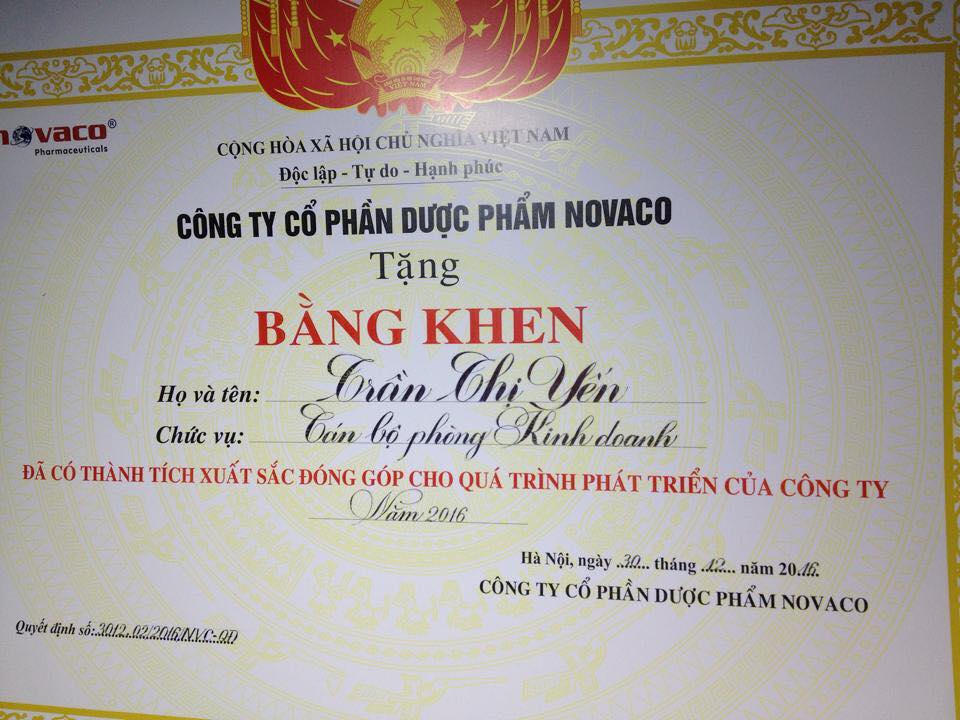 novaco®
Pharmaceuticals
CỘNG HÒA XÃ HỘI CHỦ NGHĨA VIỆT NAM
Độc lập - Tự do - Hạnh phúc
CÔNG TY CỔ PHẦN DƯỢC PHẨM NOVACO
Tặng
BẰNG KHEN
Họ và tên: Trần Thị Yến
Chức vụ: Cán bộ phòng Kinh doanh
ĐÃ CÓ THÀNH TÍCH XUẤT SẮC ĐÓNG GÓP CHO QUÁ TRÌNH PHÁT TRIỂN CỦA CÔNG TY
Năm 2016
Hà Nội, ngày ..30... tháng ..12... năm 20.16.
CÔNG TY CỔ PHẦN DƯỢC PHẨM NOVACO
Quyết định số:.3012.02/2016/NVC-QĐ